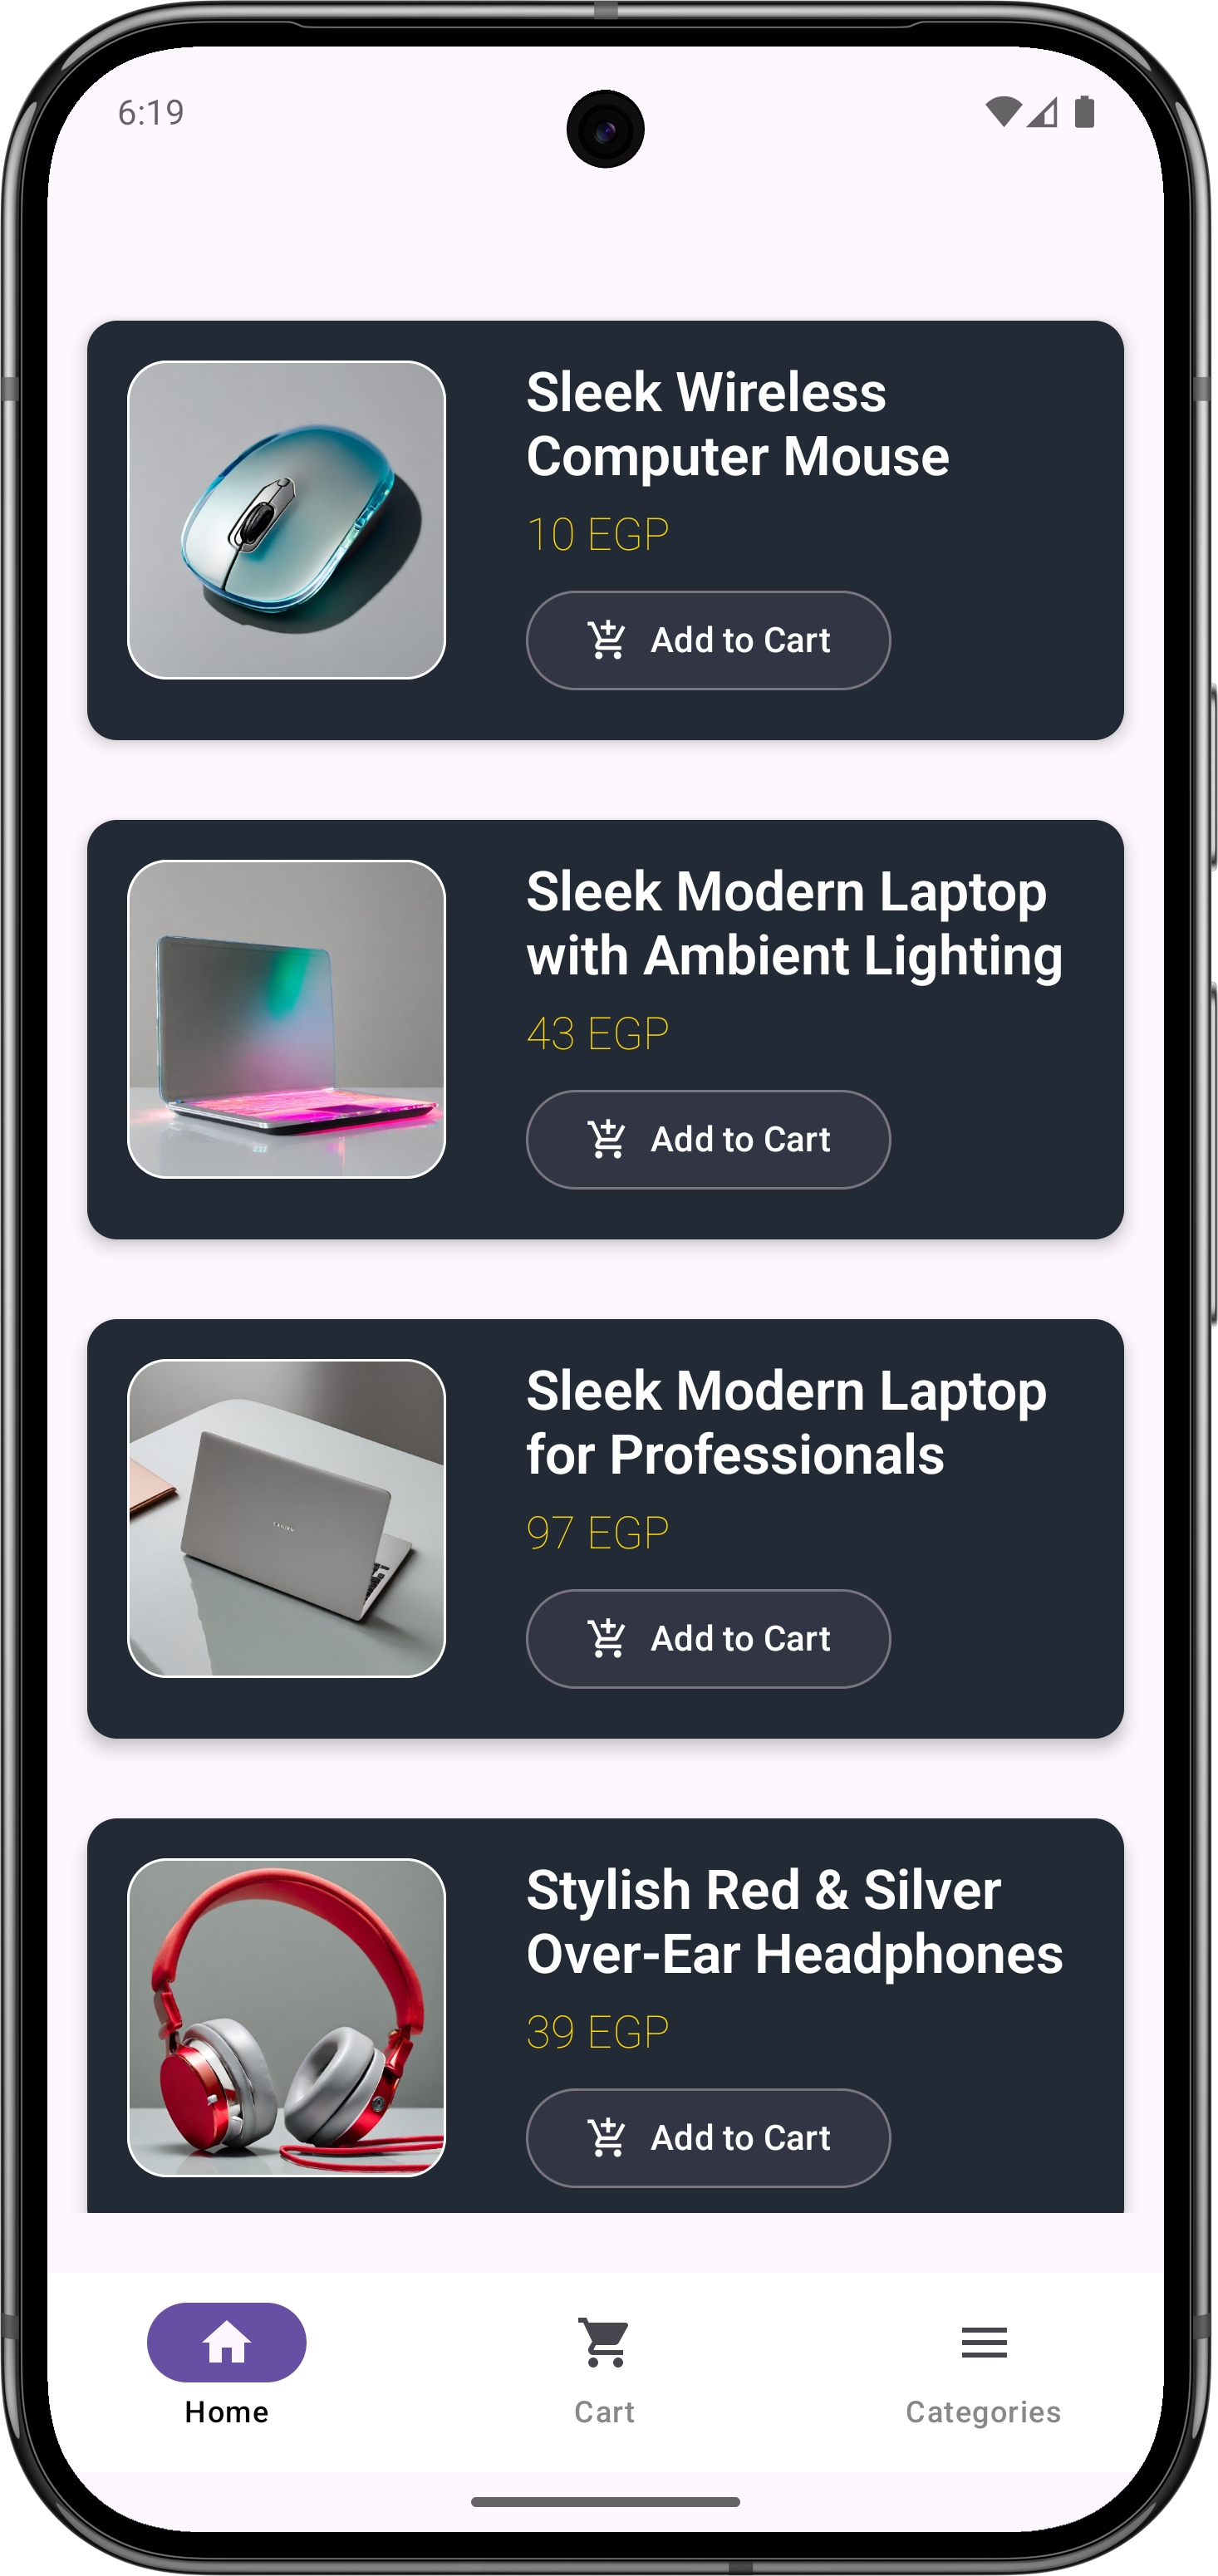 6:19
Sleek Wireless
Computer Mouse
10 EGP
Add to Cart
Sleek Modern Laptop
with Ambient Lighting
43 EGP
Add to Cart
Sleek Modern Laptop
for Professionals
97 EGP
Add to Cart
Stylish Red & Silver
Over-Ear Headphones
39 EGP
Add to Cart
Home
Cart
Categories